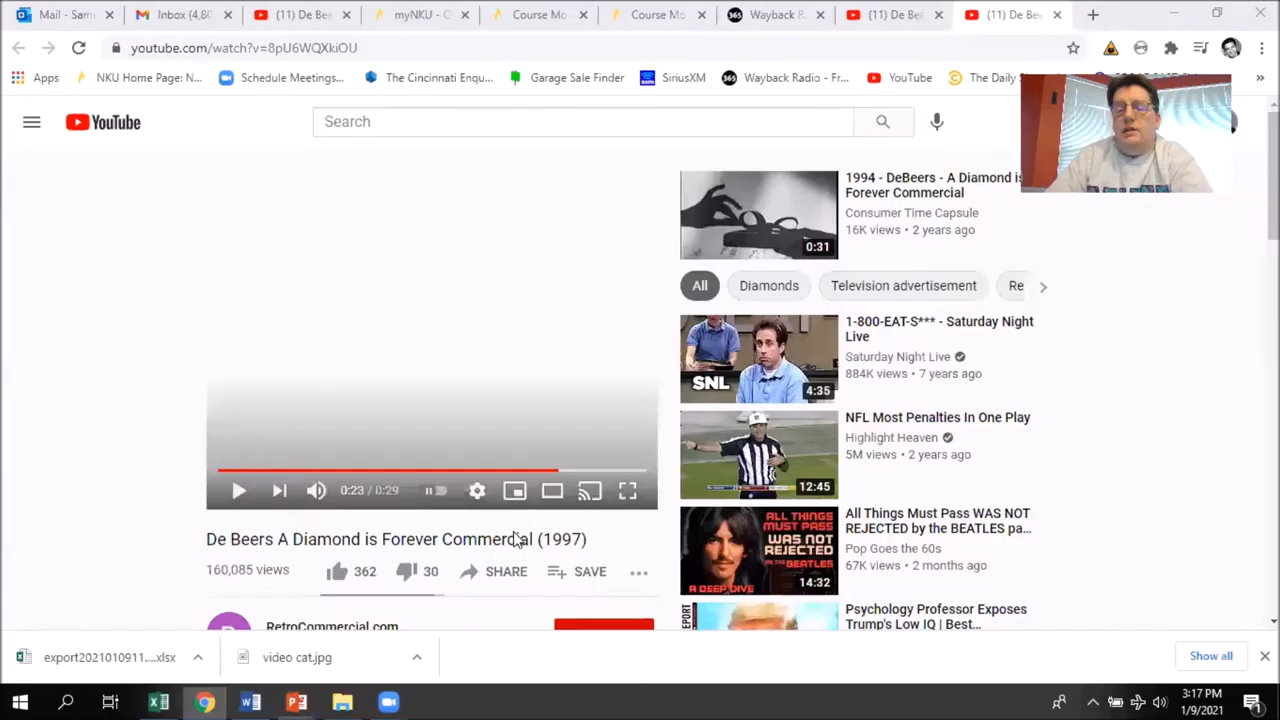 Mail - Sam
Inbox (4,80
(11) De Bee
myNKU - O
Course Mo
Course Mo
Wayback R
(11) De Be
(11) De Bee
youtube.com/watch?v=8pU6WQXkiOU
Apps
NKU Home Page: N...
Schedule Meetings...
The Cincinnati Enqu...
Garage Sale Finder
SiriusXM
Wayback Radio - Fr...
YouTube
The Daily
YouTube
Search
1994 - DeBeers - A Diamond is
Forever Commercial
Consumer Time Capsule
16K views • 2 years ago
0:31
All
Diamonds
Television advertisement
Re
1-800-EAT-S*** - Saturday Night
Live
Saturday Night Live
884K views • 7 years ago
SNL
4:35
NFL Most Penalties In One Play
Highlight Heaven
5M views • 2 years ago
12:45
0:23 / 0:29
All Things Must Pass WAS NOT
REJECTED by the BEATLES pa...
Pop Goes the 60s
67K views • 2 months ago
ALL THINGS
MUST PASS
WAS NOT
REJECTED
BY THE BEATLES
A DEEP DIVE
14:32
De Beers A Diamond is Forever Commercial (1997)
160,085 views
362
30
SHARE
SAVE
RetroCommercial.com
Psychology Professor Exposes
Trump's Low IQ | Best...
export2021010911....xlsx
video cat.jpg
Show all
3:17 PM
1/9/2021
1